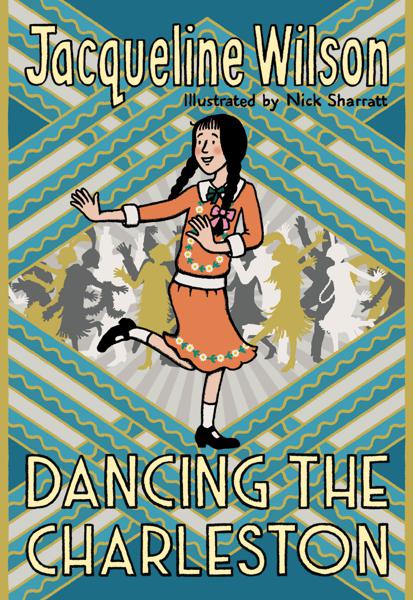 Jacqueline Wilson
Illustrated by Nick Sharratt
DANCING THE
CHARLESTON